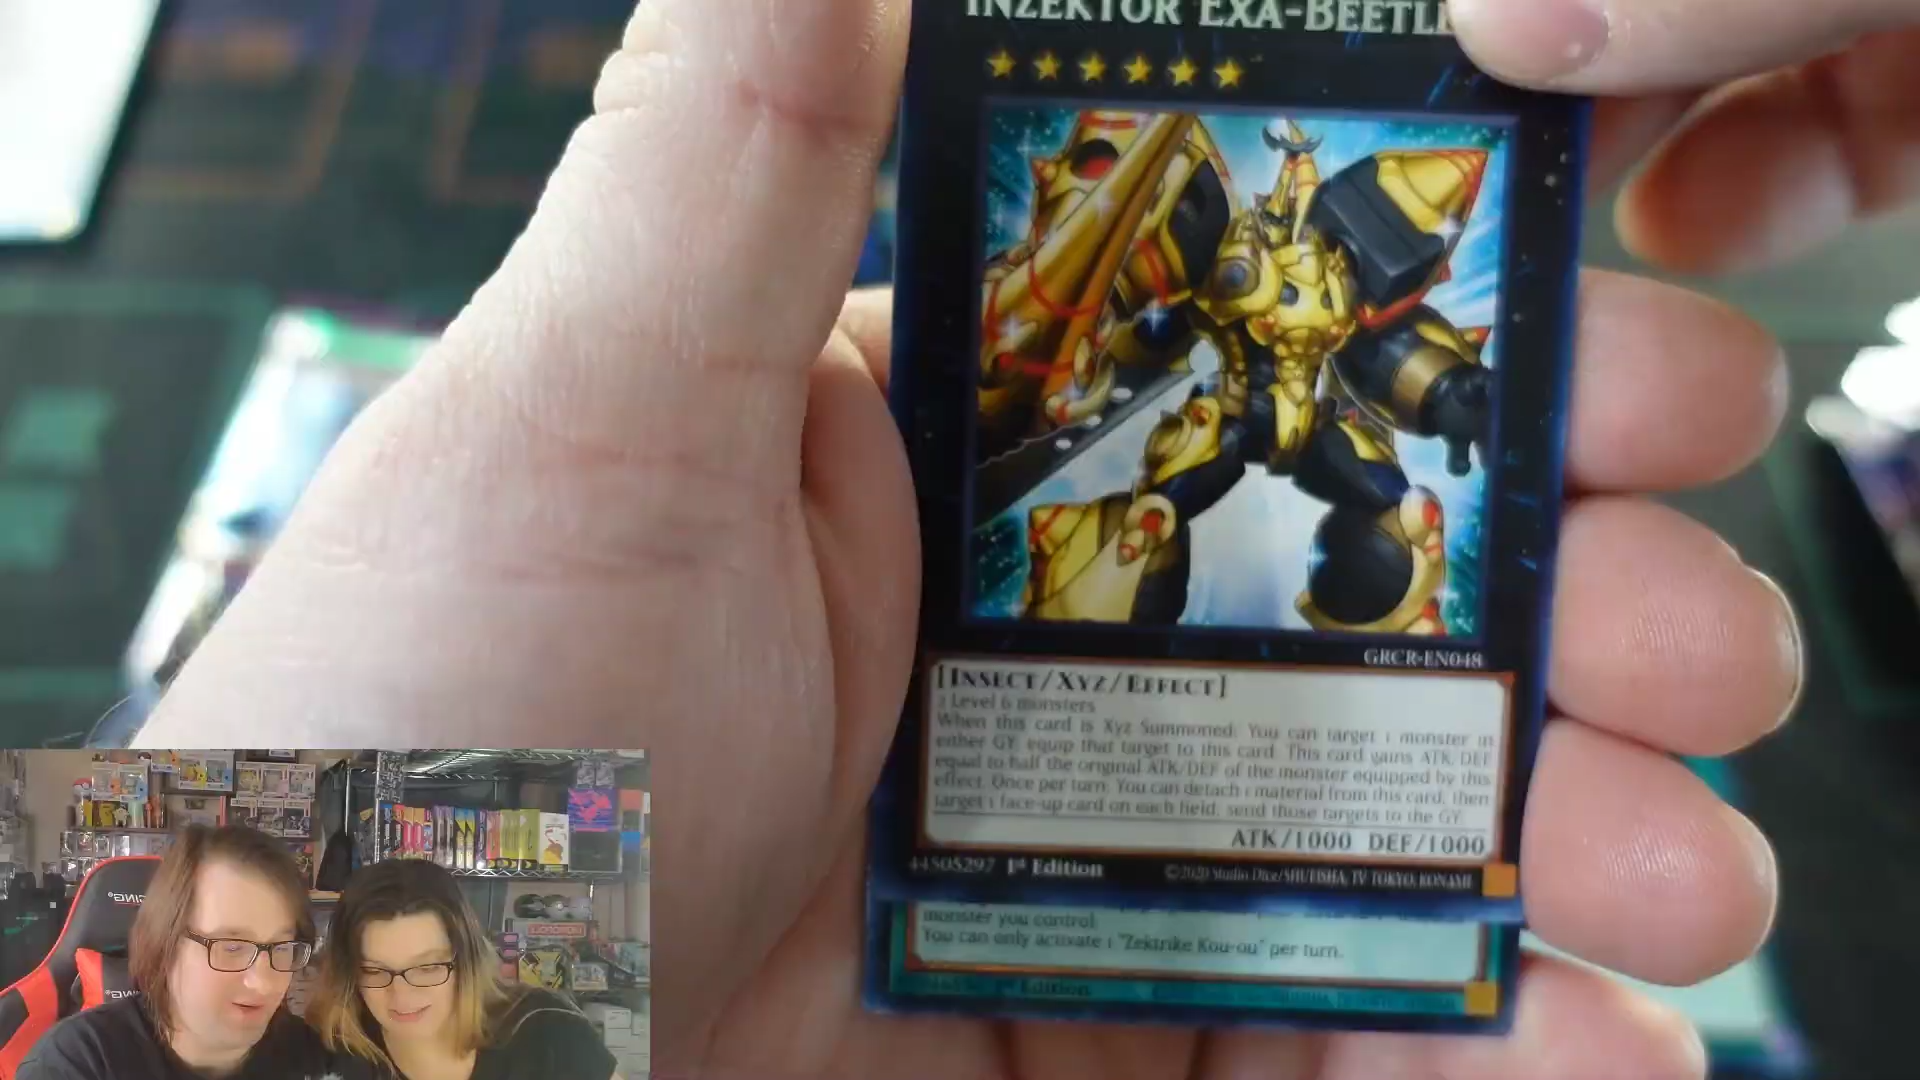 INZEKTOR EXA-BEETLE
GRCR-EN048
[INSECT/XYZ/EFFECT]
2 Level 6 monsters
When this card is Xyz Summoned: You can target 1 monster in
either GY; equip that target to this card. This card gains ATK/DEF
equal to half the original ATK/DEF of the monster equipped by this
effect. Once per turn: You can detach 1 material from this card, then
target 1 face-up card on each field; send those targets to the GY.
ATK/1000 DEF/1000
44505297 1st Edition
©2020 Studio Dice/SHUEISHA, TV TOKYO, KONAMI
monster you control.
You can only activate 1 "Zektrike Kou-ou" per turn.
1st Edition
MONOPOLY